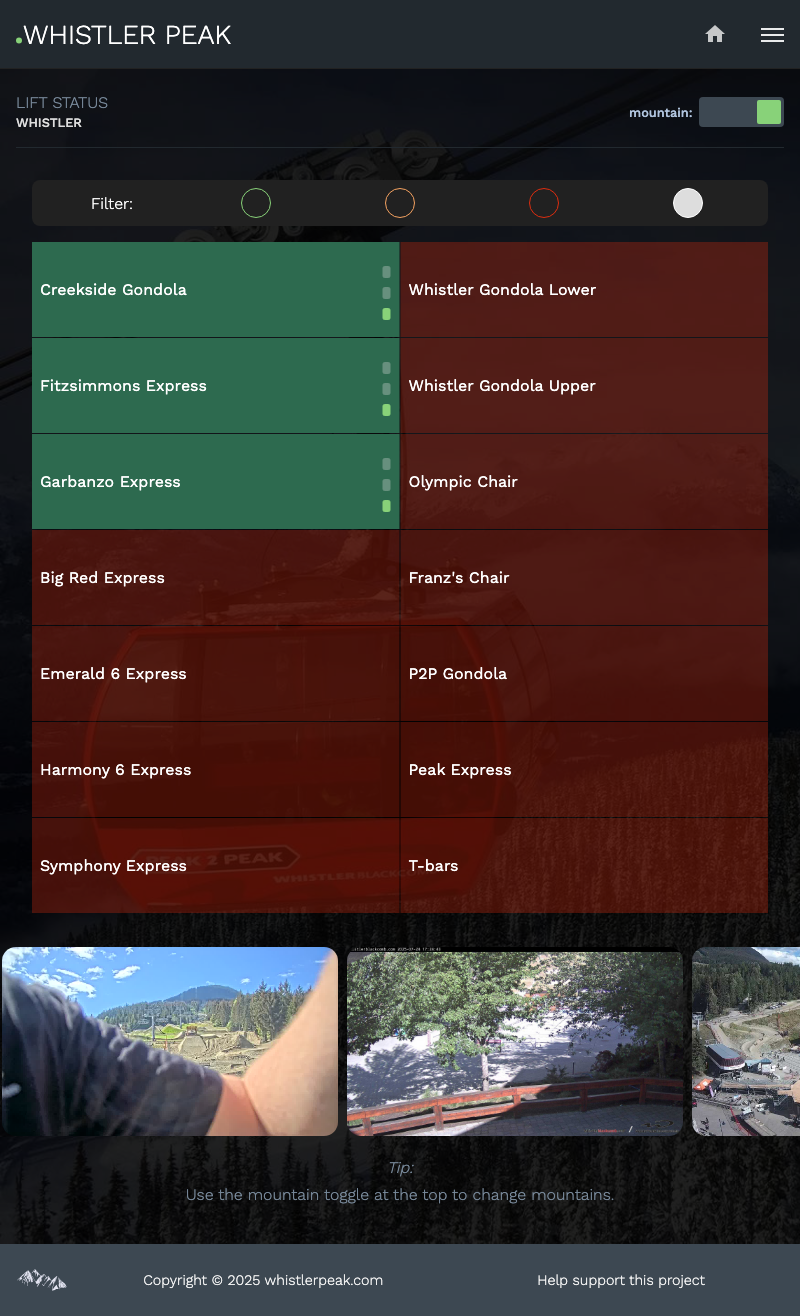 .WHISTLER PEAK
LIFT STATUS
WHISTLER
mountain:
Filter:
Creekside Gondola
Whistler Gondola Lower
Fitzsimmons Express
Whistler Gondola Upper
Garbanzo Express
Olympic Chair
Big Red Express
Franz's Chair
Emerald 6 Express
P2P Gondola
Harmony 6 Express
Peak Express
Symphony Express
T-bars
PEAK 2 PEAK
Tip:
Use the mountain toggle at the top to change mountains.
Copyright © 2025 whistlerpeak.com
Help support this project